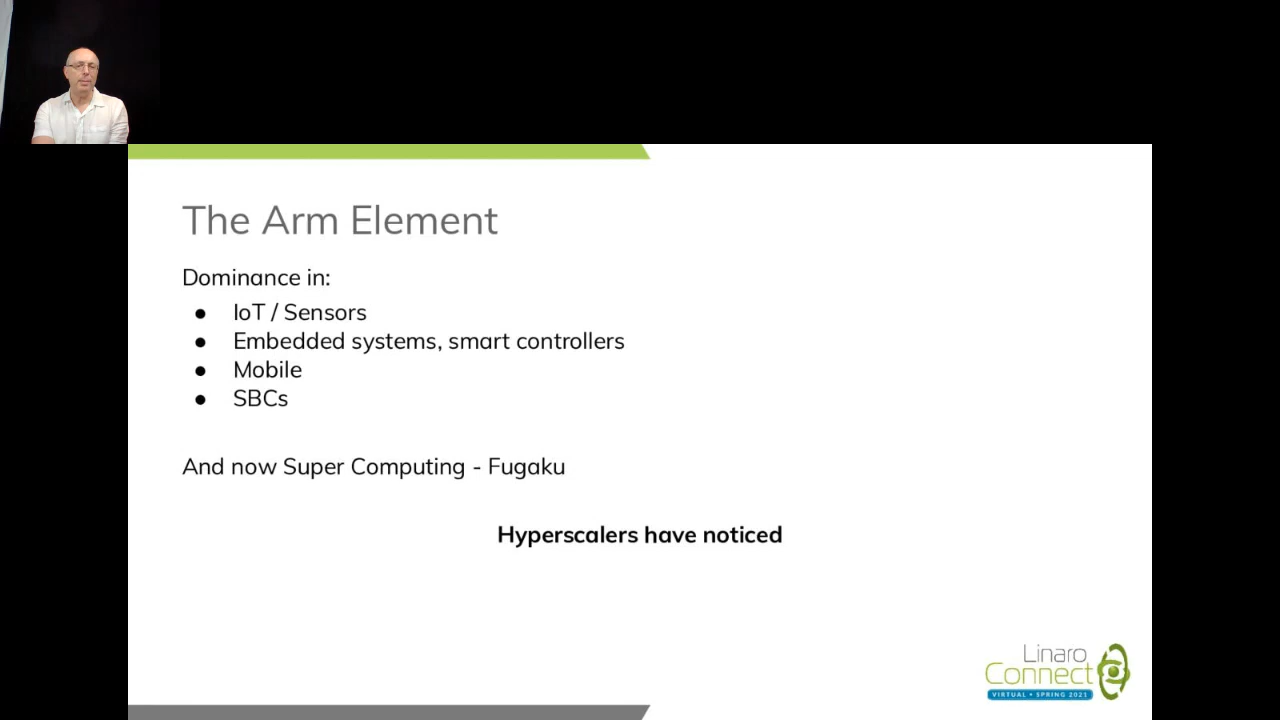 The Arm Element
Dominance in:
● IoT / Sensors
● Embedded systems, smart controllers
● Mobile
● SBCs
And now Super Computing - Fugaku
Hyperscalers have noticed
Linaro
Connect
VIRTUAL • SPRING 2021